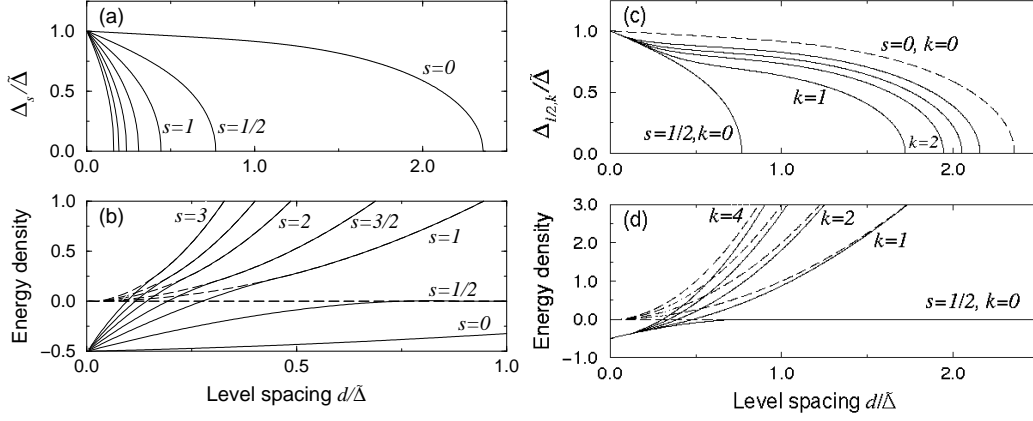 (a)
Δs/Δ̃
1.0
0.5
0.0
s=0
s=1
s=1/2
0.0 1.0 2.0
(b)
Energy density
1.0
0.5
0.0
−0.5
s=3
s=2
s=3/2
s=1
s=1/2
s=0
0.0 0.5 1.0
Level spacing d/Δ̃
(c)
Δ1/2,k/Δ̃
1.0
0.5
0.0
s=0, k=0
k=1
s=1/2,k=0
k=2
0.0 1.0 2.0
(d)
Energy density
3.0
2.0
1.0
0.0
−1.0
k=4
k=2
k=1
s=1/2, k=0
0.0 1.0 2.0
Level spacing d/Δ̃